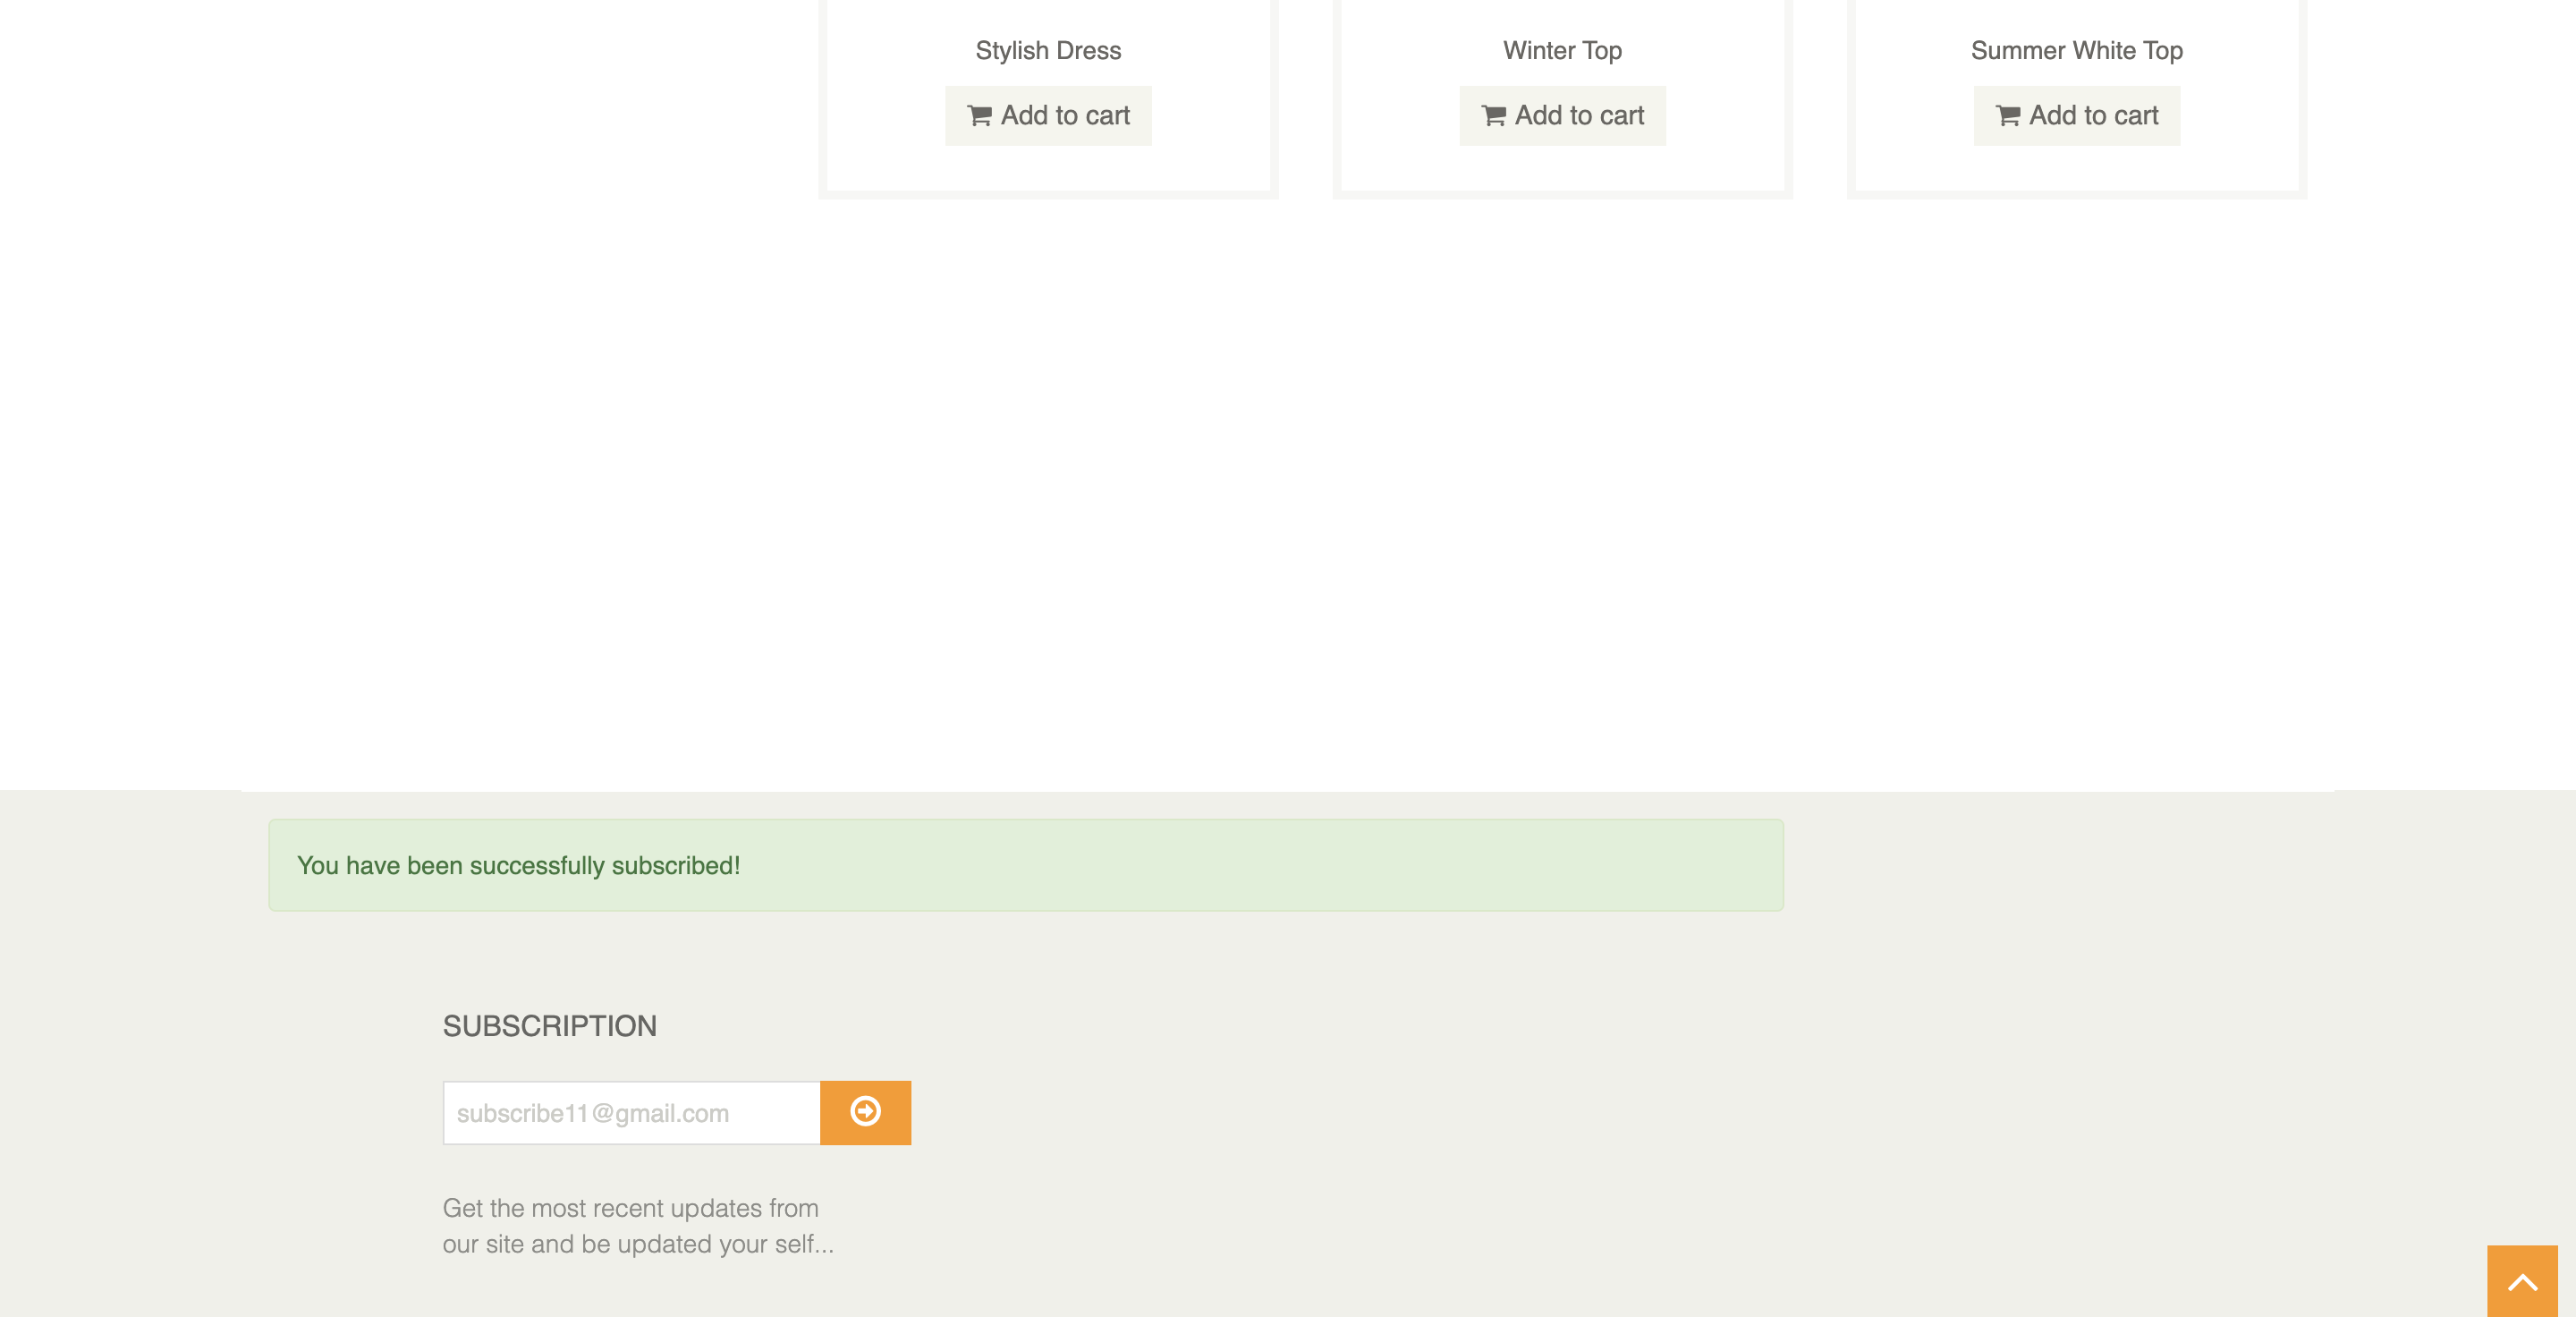 Stylish Dress
Add to cart
Winter Top
Add to cart
Summer White Top
Add to cart
You have been successfully subscribed!
SUBSCRIPTION
subscribe11@gmail.com
Get the most recent updates from
our site and be updated your self...